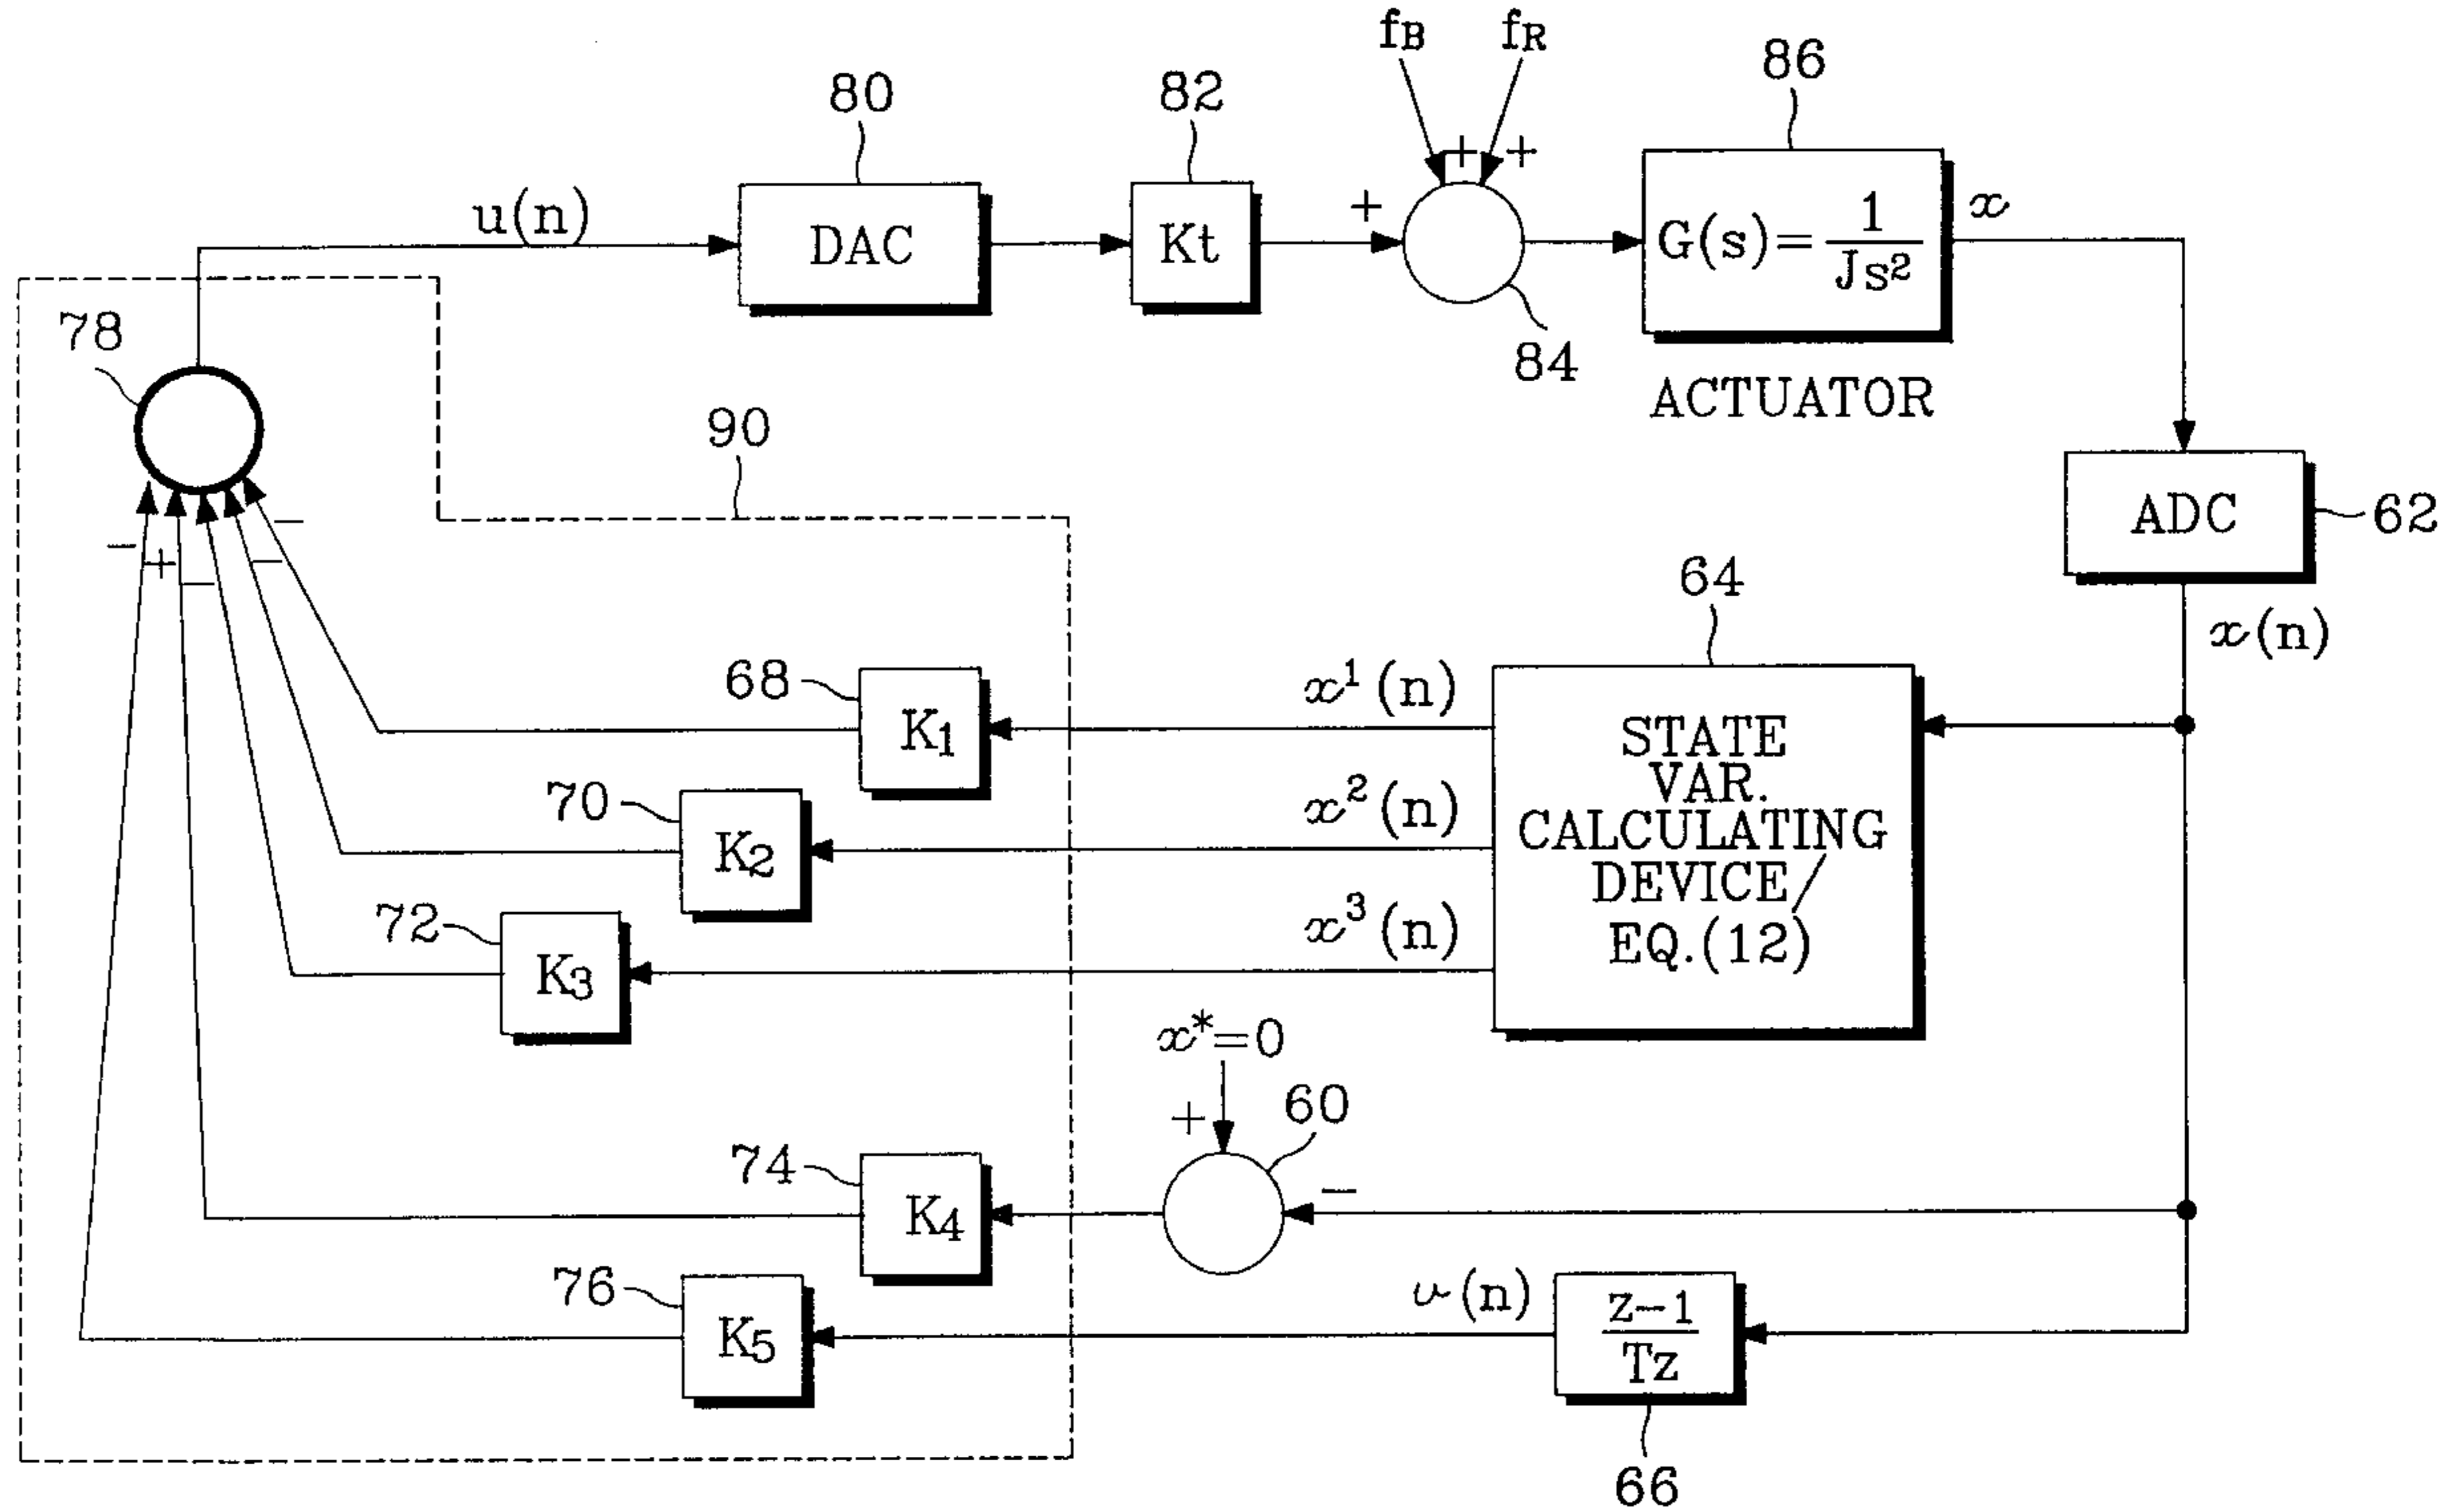 fB
fR
80
82
86
u(n)
DAC
Kt
+
+
+
G(s)=1/Js²
x
84
ACTUATOR
78
90
ADC
62
x(n)
−
+
−
−
−
64
68
K1
x¹(n)
STATE
VAR.
CALCULATING
DEVICE
EQ.(12)
70
K2
x²(n)
72
K3
x³(n)
x*=0
+
60
−
74
K4
76
K5
v(n)
z−1/Tz
66